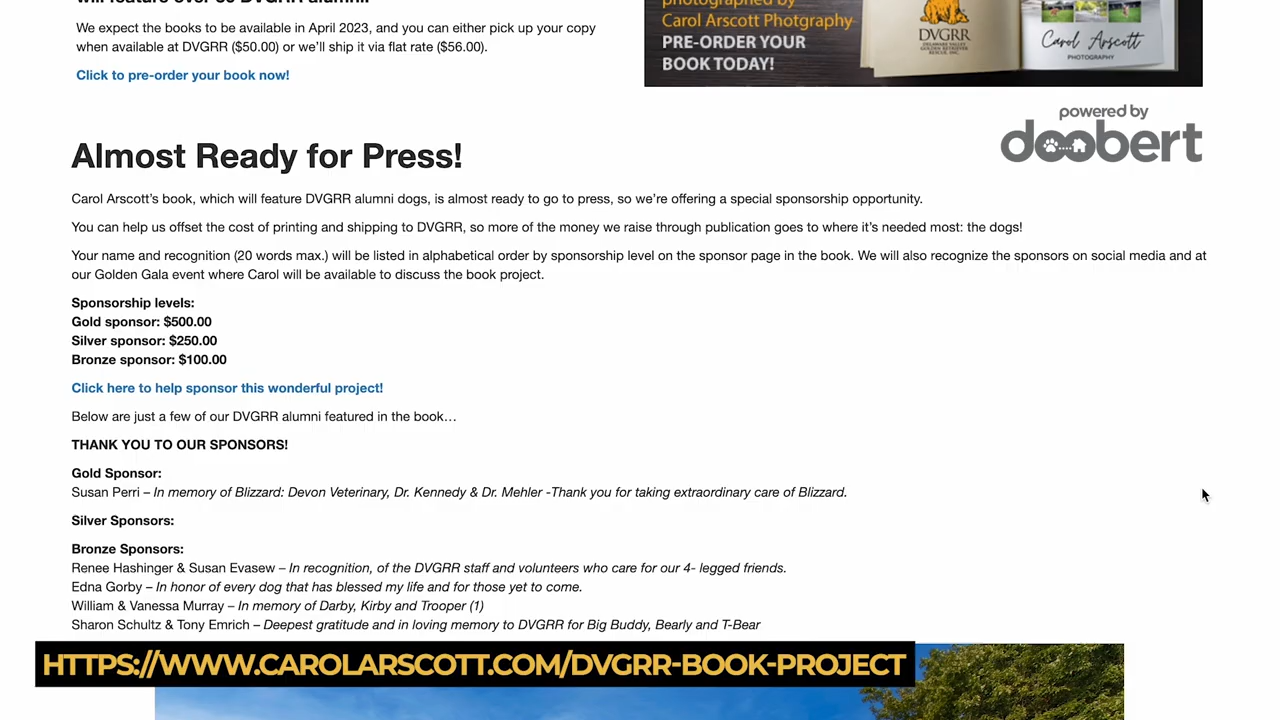 will feature over 50 DVGRR Alumni!
We expect the books to be available in April 2023, and you can either pick up your copy
when available at DVGRR ($50.00) or we'll ship it via flat rate ($56.00).
Click to pre-order your book now!
photographed by
Carol Arscott Photography
PRE-ORDER YOUR
BOOK TODAY!
DVGRR
DELAWARE VALLEY
GOLDEN RETRIEVER
RESCUE, INC.
Carol Arscott
PHOTOGRAPHY
powered by
doobert
Almost Ready for Press!
Carol Arscott's book, which will feature DVGRR alumni dogs, is almost ready to go to press, so we're offering a special sponsorship opportunity.
You can help us offset the cost of printing and shipping to DVGRR, so more of the money we raise through publication goes to where it's needed most: the dogs!
Your name and recognition (20 words max.) will be listed in alphabetical order by sponsorship level on the sponsor page in the book. We will also recognize the sponsors on social media and at
our Golden Gala event where Carol will be available to discuss the book project.
Sponsorship levels:
Gold sponsor: $500.00
Silver sponsor: $250.00
Bronze sponsor: $100.00
Click here to help sponsor this wonderful project!
Below are just a few of our DVGRR alumni featured in the book…
THANK YOU TO OUR SPONSORS!
Gold Sponsor:
Susan Perri – In memory of Blizzard: Devon Veterinary, Dr. Kennedy & Dr. Mehler -Thank you for taking extraordinary care of Blizzard.
Silver Sponsors:
Bronze Sponsors:
Renee Hashinger & Susan Evasew – In recognition, of the DVGRR staff and volunteers who care for our 4- legged friends.
Edna Gorby – In honor of every dog that has blessed my life and for those yet to come.
William & Vanessa Murray – In memory of Darby, Kirby and Trooper (1)
Sharon Schultz & Tony Emrich – Deepest gratitude and in loving memory to DVGRR for Big Buddy, Bearly and T-Bear
HTTPS://WWW.CAROLARSCOTT.COM/DVGRR-BOOK-PROJECT